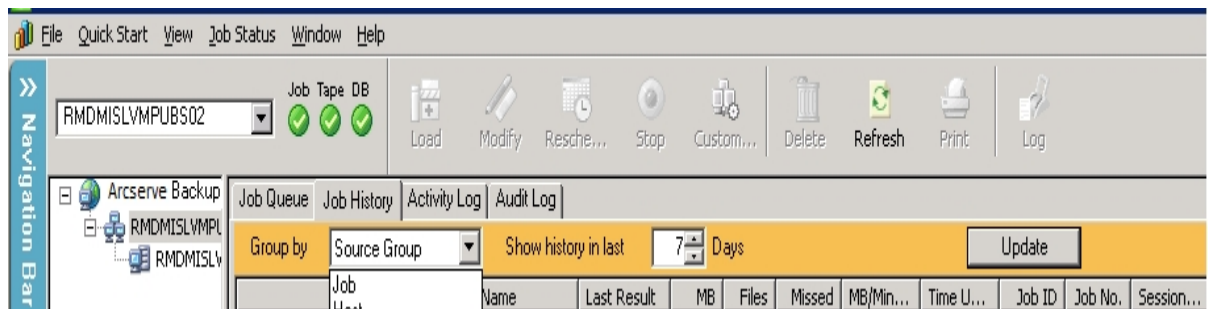 File Quick Start View Job Status Window Help
Job Tape DB
RMDMISLVMPUBS02
Load Modify Resche... Stop Custom... Delete Refresh Print Log
Navigation Bar
Arcserve Backup
RMDMISLVMPU
RMDMISLV
Job Queue Job History Activity Log Audit Log
Group by Source Group Show history in last 7 Days Update
Job
Host
Name Last Result MB Files Missed MB/Min... Time U... Job ID Job No. Session...